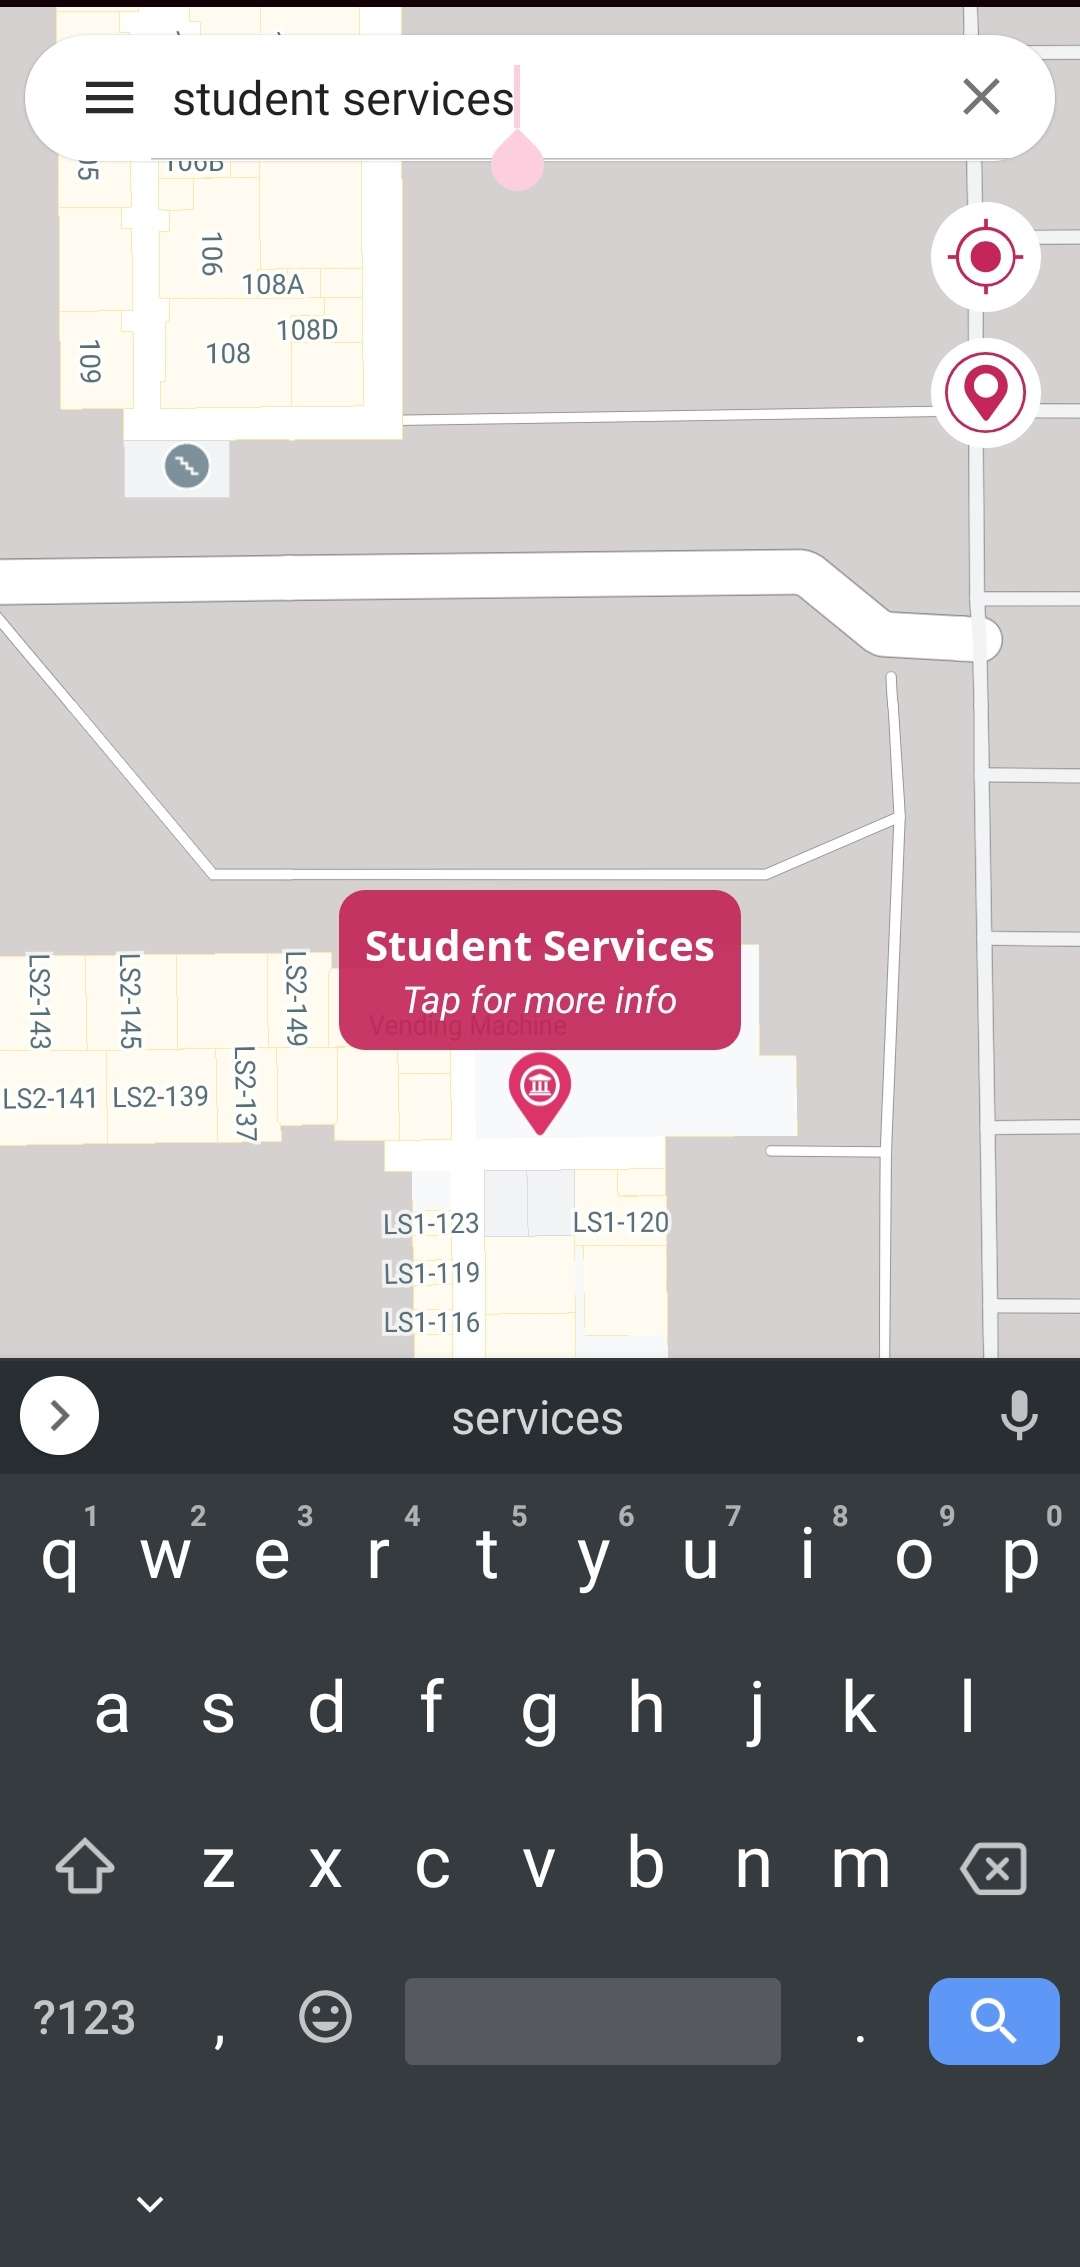 student services
106B
106
108A
108D
108
109
Student Services
Tap for more info
Vending Machine
LS2-143
LS2-145
LS2-149
LS2-141
LS2-139
LS2-137
LS1-123
LS1-120
LS1-119
LS1-116
services
1 2 3 4 5 6 7 8 9 0
q w e r t y u i o p
a s d f g h j k l
z x c v b n m
?123 , .